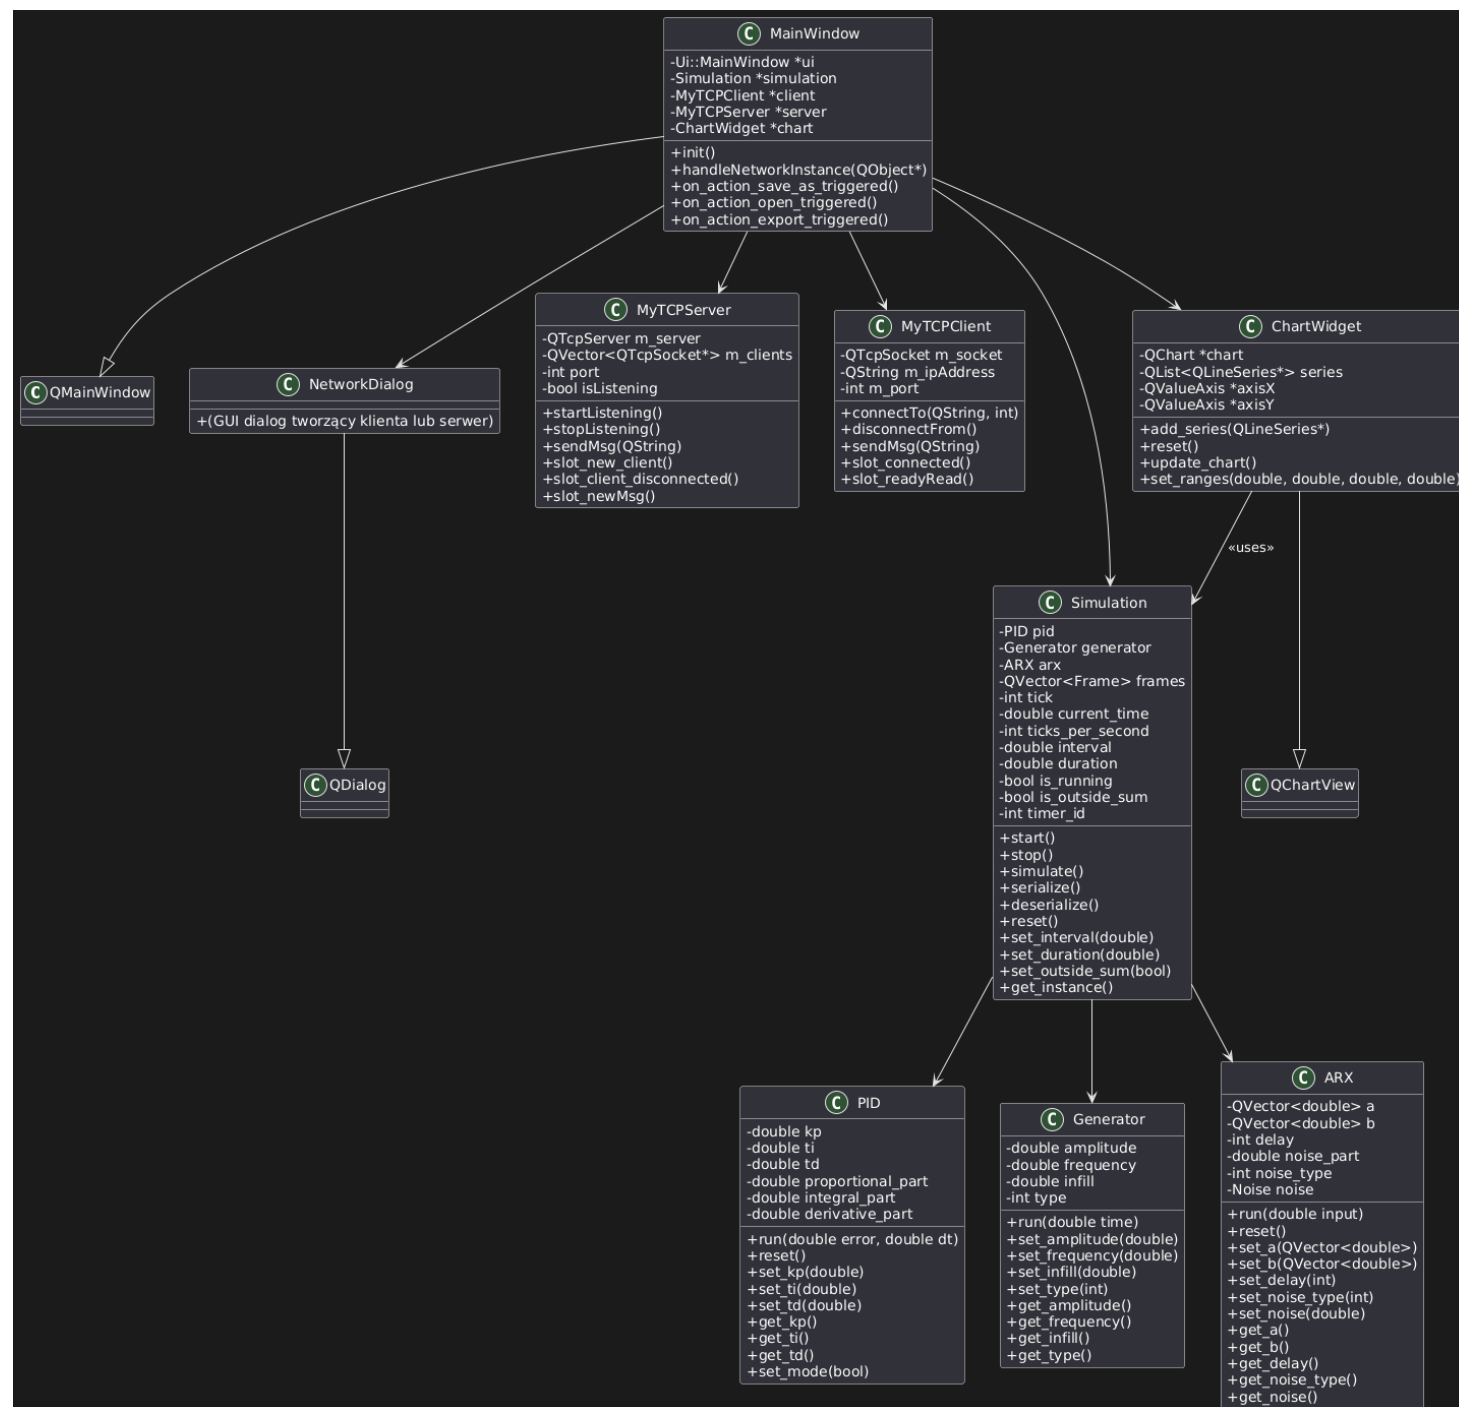 C MainWindow
-Ui::MainWindow *ui
-Simulation *simulation
-MyTCPClient *client
-MyTCPServer *server
-ChartWidget *chart
+init()
+handleNetworkInstance(QObject*)
+on_action_save_as_triggered()
+on_action_open_triggered()
+on_action_export_triggered()
C QMainWindow
C NetworkDialog
+(GUI dialog tworzący klienta lub serwer)
C MyTCPServer
-QTcpServer m_server
-QVector<QTcpSocket*> m_clients
-int port
-bool isListening
+startListening()
+stopListening()
+sendMsg(QString)
+slot_new_client()
+slot_client_disconnected()
+slot_newMsg()
C MyTCPClient
-QTcpSocket m_socket
-QString m_ipAddress
-int m_port
+connectTo(QString, int)
+disconnectFrom()
+sendMsg(QString)
+slot_connected()
+slot_readyRead()
C ChartWidget
-QChart *chart
-QList<QLineSeries*> series
-QValueAxis *axisX
-QValueAxis *axisY
+add_series(QLineSeries*)
+reset()
+update_chart()
+set_ranges(double, double, double, double)
«uses»
C Simulation
-PID pid
-Generator generator
-ARX arx
-QVector<Frame> frames
-int tick
-double current_time
-int ticks_per_second
-double interval
-double duration
-bool is_running
-bool is_outside_sum
-int timer_id
+start()
+stop()
+simulate()
+serialize()
+deserialize()
+reset()
+set_interval(double)
+set_duration(double)
+set_outside_sum(bool)
+get_instance()
C QDialog
C QChartView
C PID
-double kp
-double ti
-double td
-double proportional_part
-double integral_part
-double derivative_part
+run(double error, double dt)
+reset()
+set_kp(double)
+set_ti(double)
+set_td(double)
+get_kp()
+get_ti()
+get_td()
+set_mode(bool)
C Generator
-double amplitude
-double frequency
-double infill
-int type
+run(double time)
+set_amplitude(double)
+set_frequency(double)
+set_infill(double)
+set_type(int)
+get_amplitude()
+get_frequency()
+get_infill()
+get_type()
C ARX
-QVector<double> a
-QVector<double> b
-int delay
-double noise_part
-int noise_type
-Noise noise
+run(double input)
+reset()
+set_a(QVector<double>)
+set_b(QVector<double>)
+set_delay(int)
+set_noise_type(int)
+set_noise(double)
+get_a()
+get_b()
+get_delay()
+get_noise_type()
+get_noise()